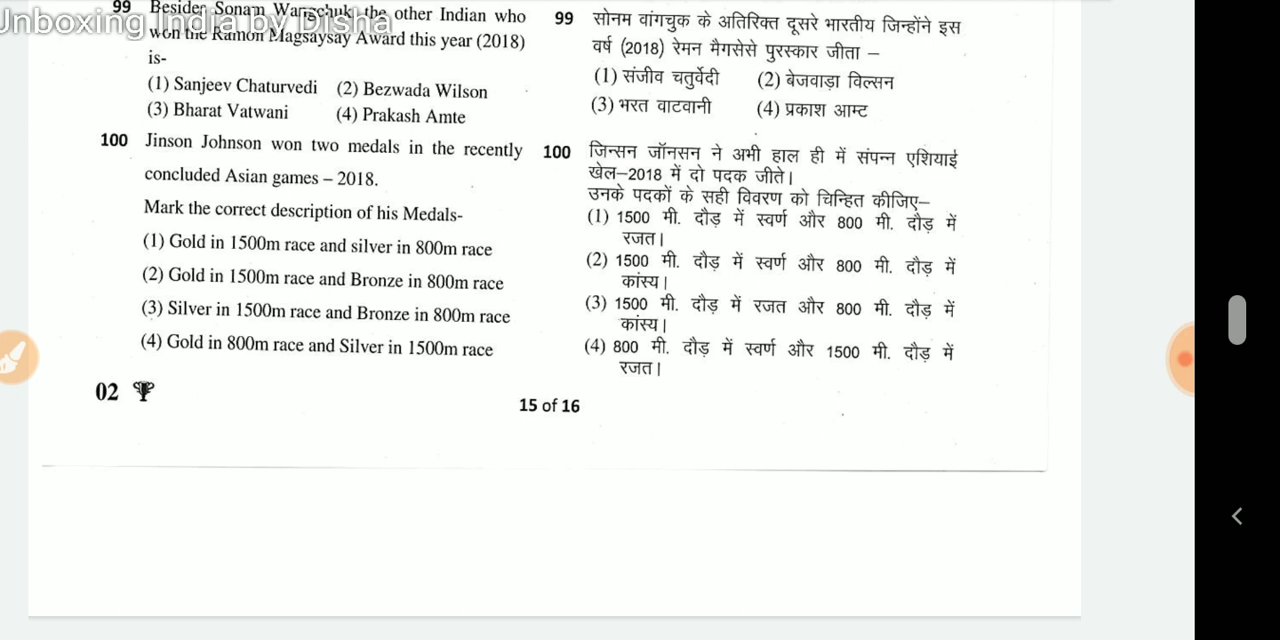 Unboxing India by Disha
99 Besides Sonam Wangchuk, the other Indian who
won the Ramon Magsaysay Award this year (2018)
is-
(1) Sanjeev Chaturvedi (2) Bezwada Wilson
(3) Bharat Vatwani (4) Prakash Amte
100 Jinson Johnson won two medals in the recently
concluded Asian games – 2018.
Mark the correct description of his Medals-
(1) Gold in 1500m race and silver in 800m race
(2) Gold in 1500m race and Bronze in 800m race
(3) Silver in 1500m race and Bronze in 800m race
(4) Gold in 800m race and Silver in 1500m race
99 सोनम वांगचुक के अतिरिक्त दूसरे भारतीय जिन्होंने इस
वर्ष (2018) रेमन मैगसेसे पुरस्कार जीता –
(1) संजीव चतुर्वेदी (2) बेजवाड़ा विल्सन
(3) भरत वाटवानी (4) प्रकाश आम्ट
100 जिन्सन जॉनसन ने अभी हाल ही में संपन्न एशियाई
खेल–2018 में दो पदक जीते।
उनके पदकों के सही विवरण को चिन्हित कीजिए–
(1) 1500 मी. दौड़ में स्वर्ण और 800 मी. दौड़ में
रजत।
(2) 1500 मी. दौड़ में स्वर्ण और 800 मी. दौड़ में
कांस्य।
(3) 1500 मी. दौड़ में रजत और 800 मी. दौड़ में
कांस्य।
(4) 800 मी. दौड़ में स्वर्ण और 1500 मी. दौड़ में
रजत।
02
15 of 16